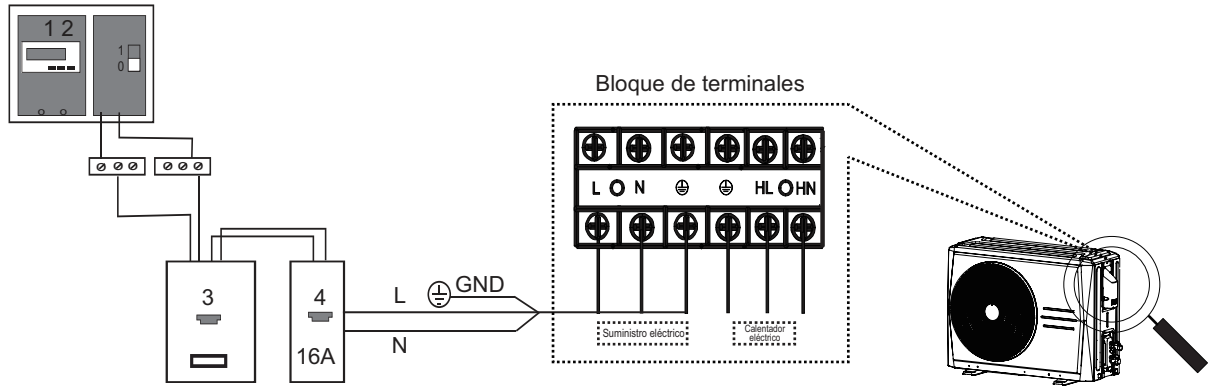 1 2
1
0
Bloque de terminales
L N HL HN
3
4
L
GND
Suministro eléctrico
Calentador
eléctrico
16A
N